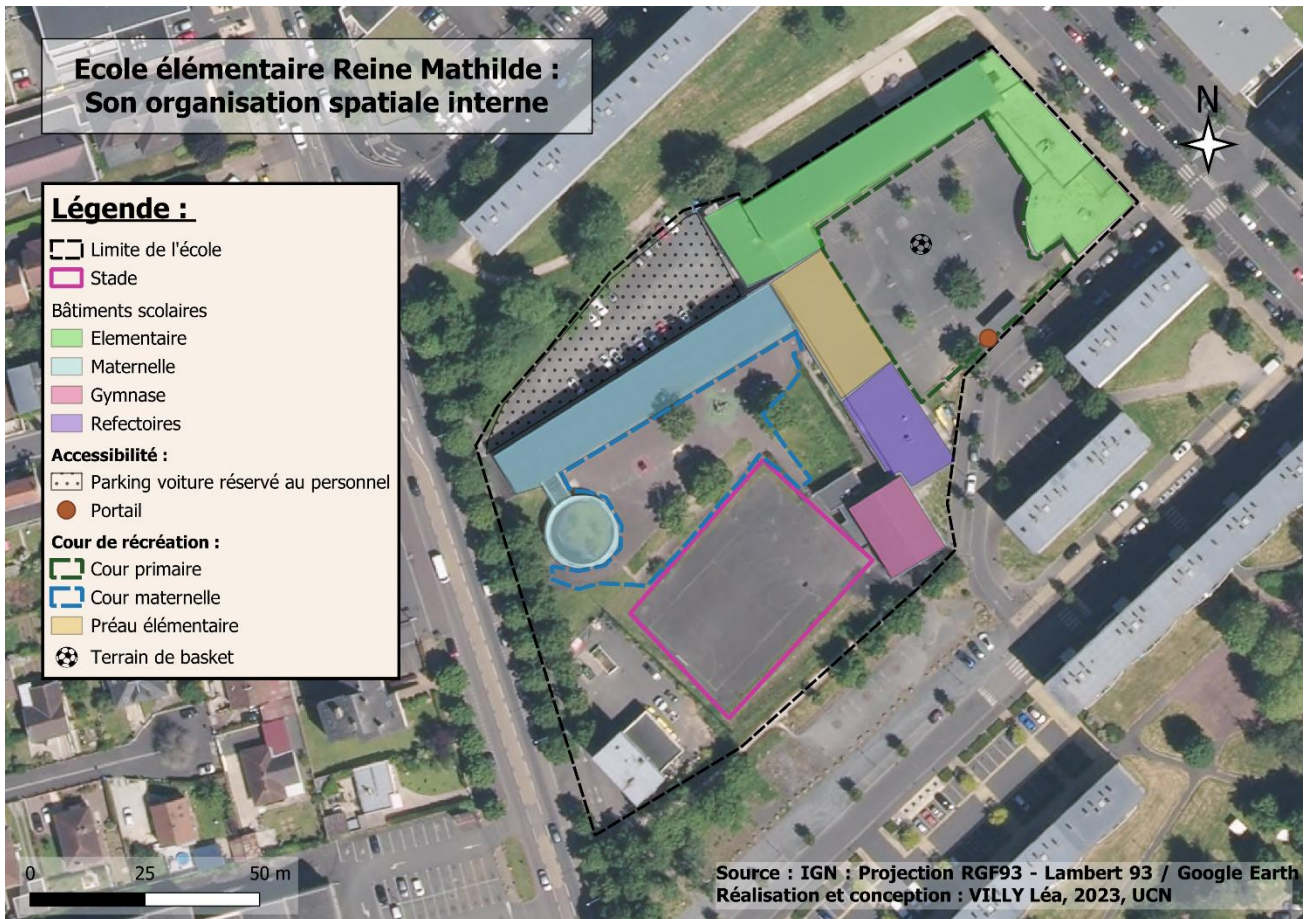 Ecole élémentaire Reine Mathilde :
Son organisation spatiale interne
N
Légende :
Limite de l'école
Stade
Bâtiments scolaires
Elementaire
Maternelle
Gymnase
Refectoires
Accessibilité :
Parking voiture réservé au personnel
Portail
Cour de récréation :
Cour primaire
Cour maternelle
Préau élémentaire
Terrain de basket
0 25 50 m
Source : IGN : Projection RGF93 - Lambert 93 / Google Earth
Réalisation et conception : VILLY Léa, 2023, UCN